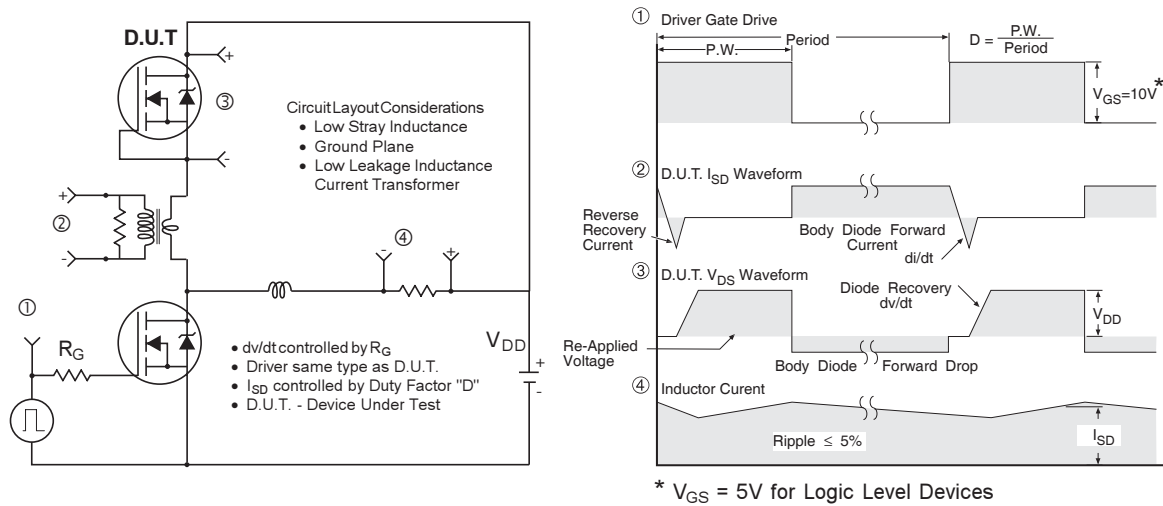 D.U.T
+
③
-
Circuit Layout Considerations
• Low Stray Inductance
• Ground Plane
• Low Leakage Inductance
Current Transformer
+
②
-
④
- +
①
R_G
V_DD
+
-
• dv/dt controlled by R_G
• Driver same type as D.U.T.
• I_SD controlled by Duty Factor "D"
• D.U.T. - Device Under Test
① Driver Gate Drive
P.W.
Period
D = P.W. / Period
V_GS=10V *
② D.U.T. I_SD Waveform
Reverse
Recovery
Current
Body Diode Forward
Current
di/dt
③ D.U.T. V_DS Waveform
Diode Recovery
dv/dt
V_DD
Re-Applied
Voltage
Body Diode Forward Drop
④ Inductor Curent
Ripple ≤ 5%
I_SD
* V_GS = 5V for Logic Level Devices